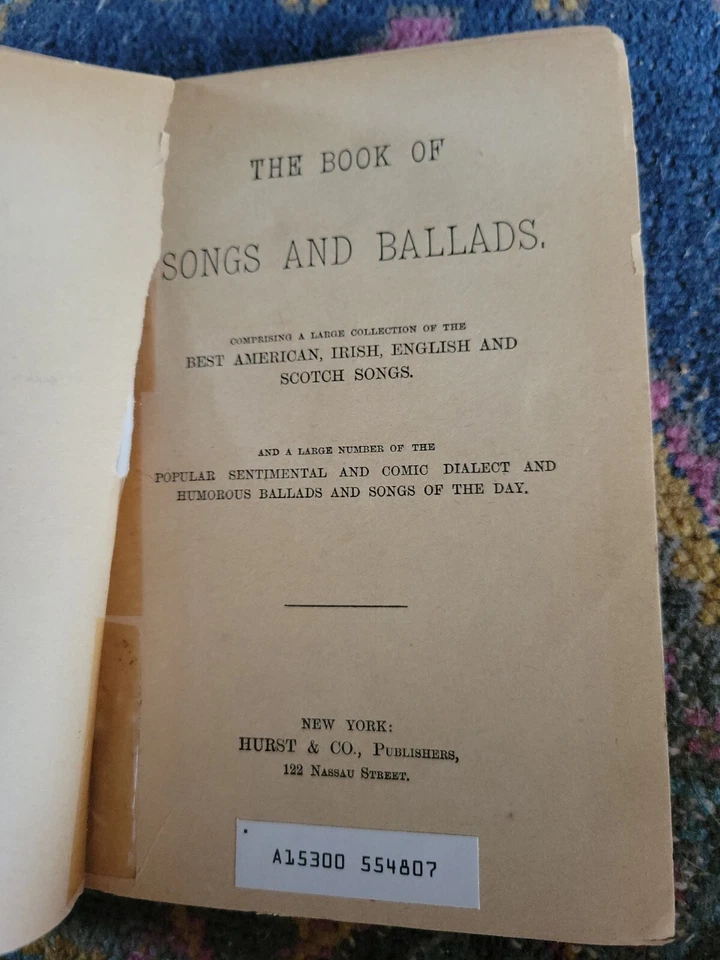 THE BOOK OF
SONGS AND BALLADS.
COMPRISING A LARGE COLLECTION OF THE
BEST AMERICAN, IRISH, ENGLISH AND
SCOTCH SONGS.
AND A LARGE NUMBER OF THE
POPULAR SENTIMENTAL AND COMIC DIALECT AND
HUMOROUS BALLADS AND SONGS OF THE DAY.
NEW YORK:
HURST & CO., PUBLISHERS,
122 NASSAU STREET.
A15300 554807